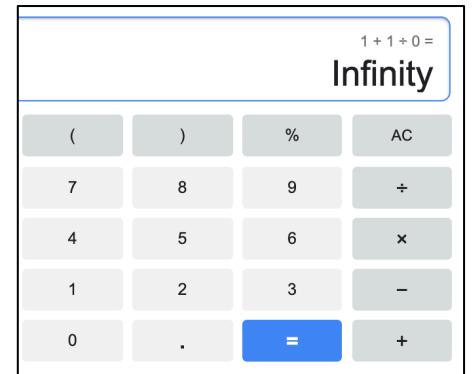 1 + 1 ÷ 0 =
Infinity
( ) % AC
7 8 9 ÷
4 5 6 ×
1 2 3 −
0 . = +